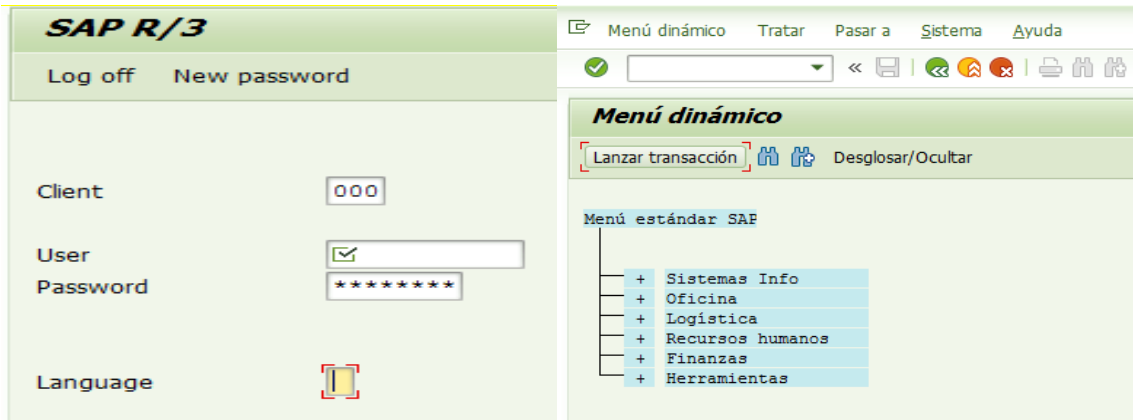 SAP R/3
Log off New password
Client 000
User
Password ********
Language
Menú dinámico Tratar Pasar a Sistema Ayuda
Menú dinámico
Lanzar transacción Desglosar/Ocultar
Menú estándar SAP
+ Sistemas Info
+ Oficina
+ Logística
+ Recursos humanos
+ Finanzas
+ Herramientas